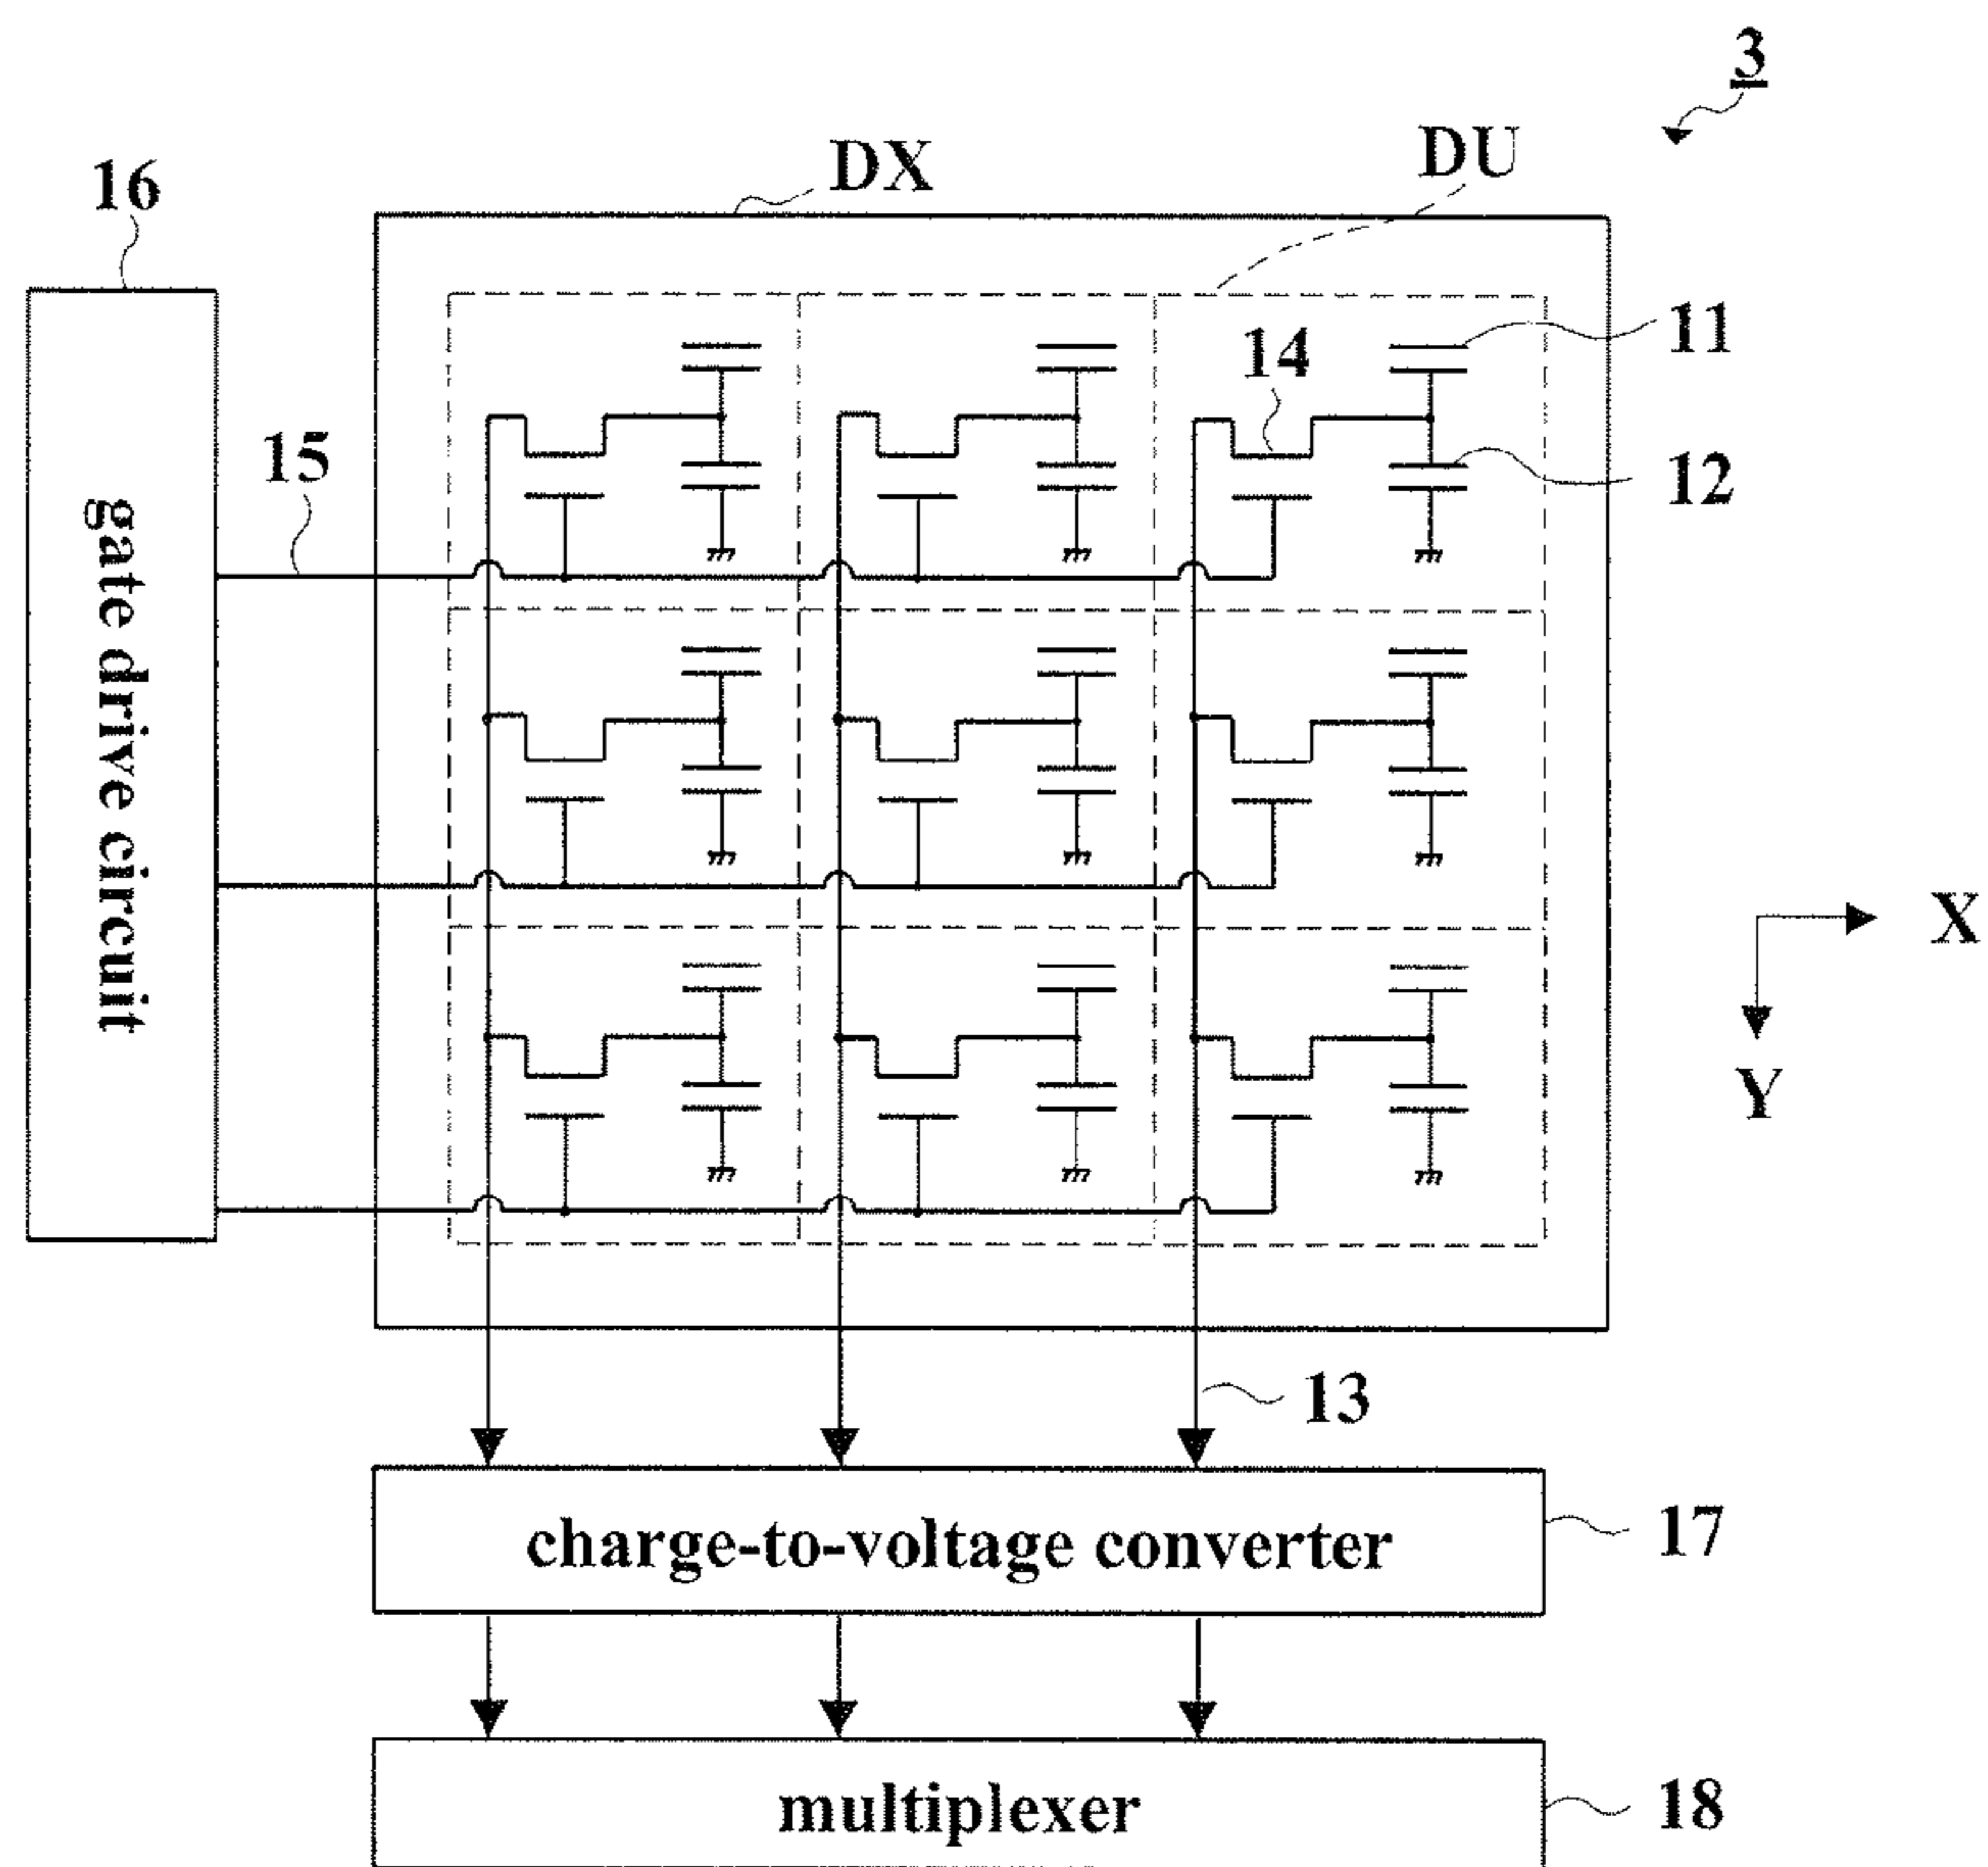 3
DX
DU
16
11
14
15
12
gate drive circuit
X
Y
13
charge-to-voltage converter
17
multiplexer
18